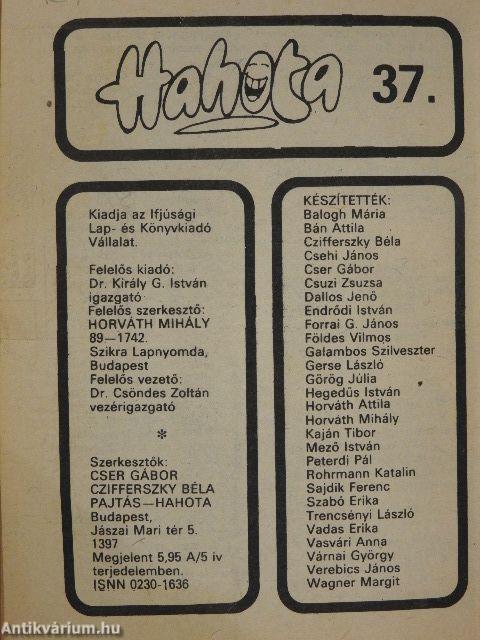 Hahota 37.
Kiadja az Ifjúsági
Lap- és Könyvkiadó
Vállalat.
Felelős kiadó:
Dr. Király G. István
igazgató
Felelős szerkesztő:
HORVÁTH MIHÁLY
89—1742.
Szikra Lapnyomda,
Budapest
Felelős vezető:
Dr. Csöndes Zoltán
vezérigazgató
*
Szerkesztők:
CSER GÁBOR
CZIFFERSZKY BÉLA
PAJTÁS—HAHOTA
Budapest,
Jászai Mari tér 5.
1397
Megjelent 5,95 A/5 ív
terjedelemben.
ISNN 0230-1636
KÉSZÍTETTÉK:
Balogh Mária
Bán Attila
Czifferszky Béla
Csehi János
Cser Gábor
Csuzi Zsuzsa
Dallos Jenő
Endrődi István
Forrai G. János
Földes Vilmos
Galambos Szilveszter
Gerse László
Görög Júlia
Hegedűs István
Horváth Attila
Horváth Mihály
Kaján Tibor
Mező István
Peterdi Pál
Rohrmann Katalin
Sajdik Ferenc
Szabó Erika
Trencsényi László
Vadas Erika
Vasvári Anna
Várnai György
Verebics János
Wagner Margit
Antikvárium.hu